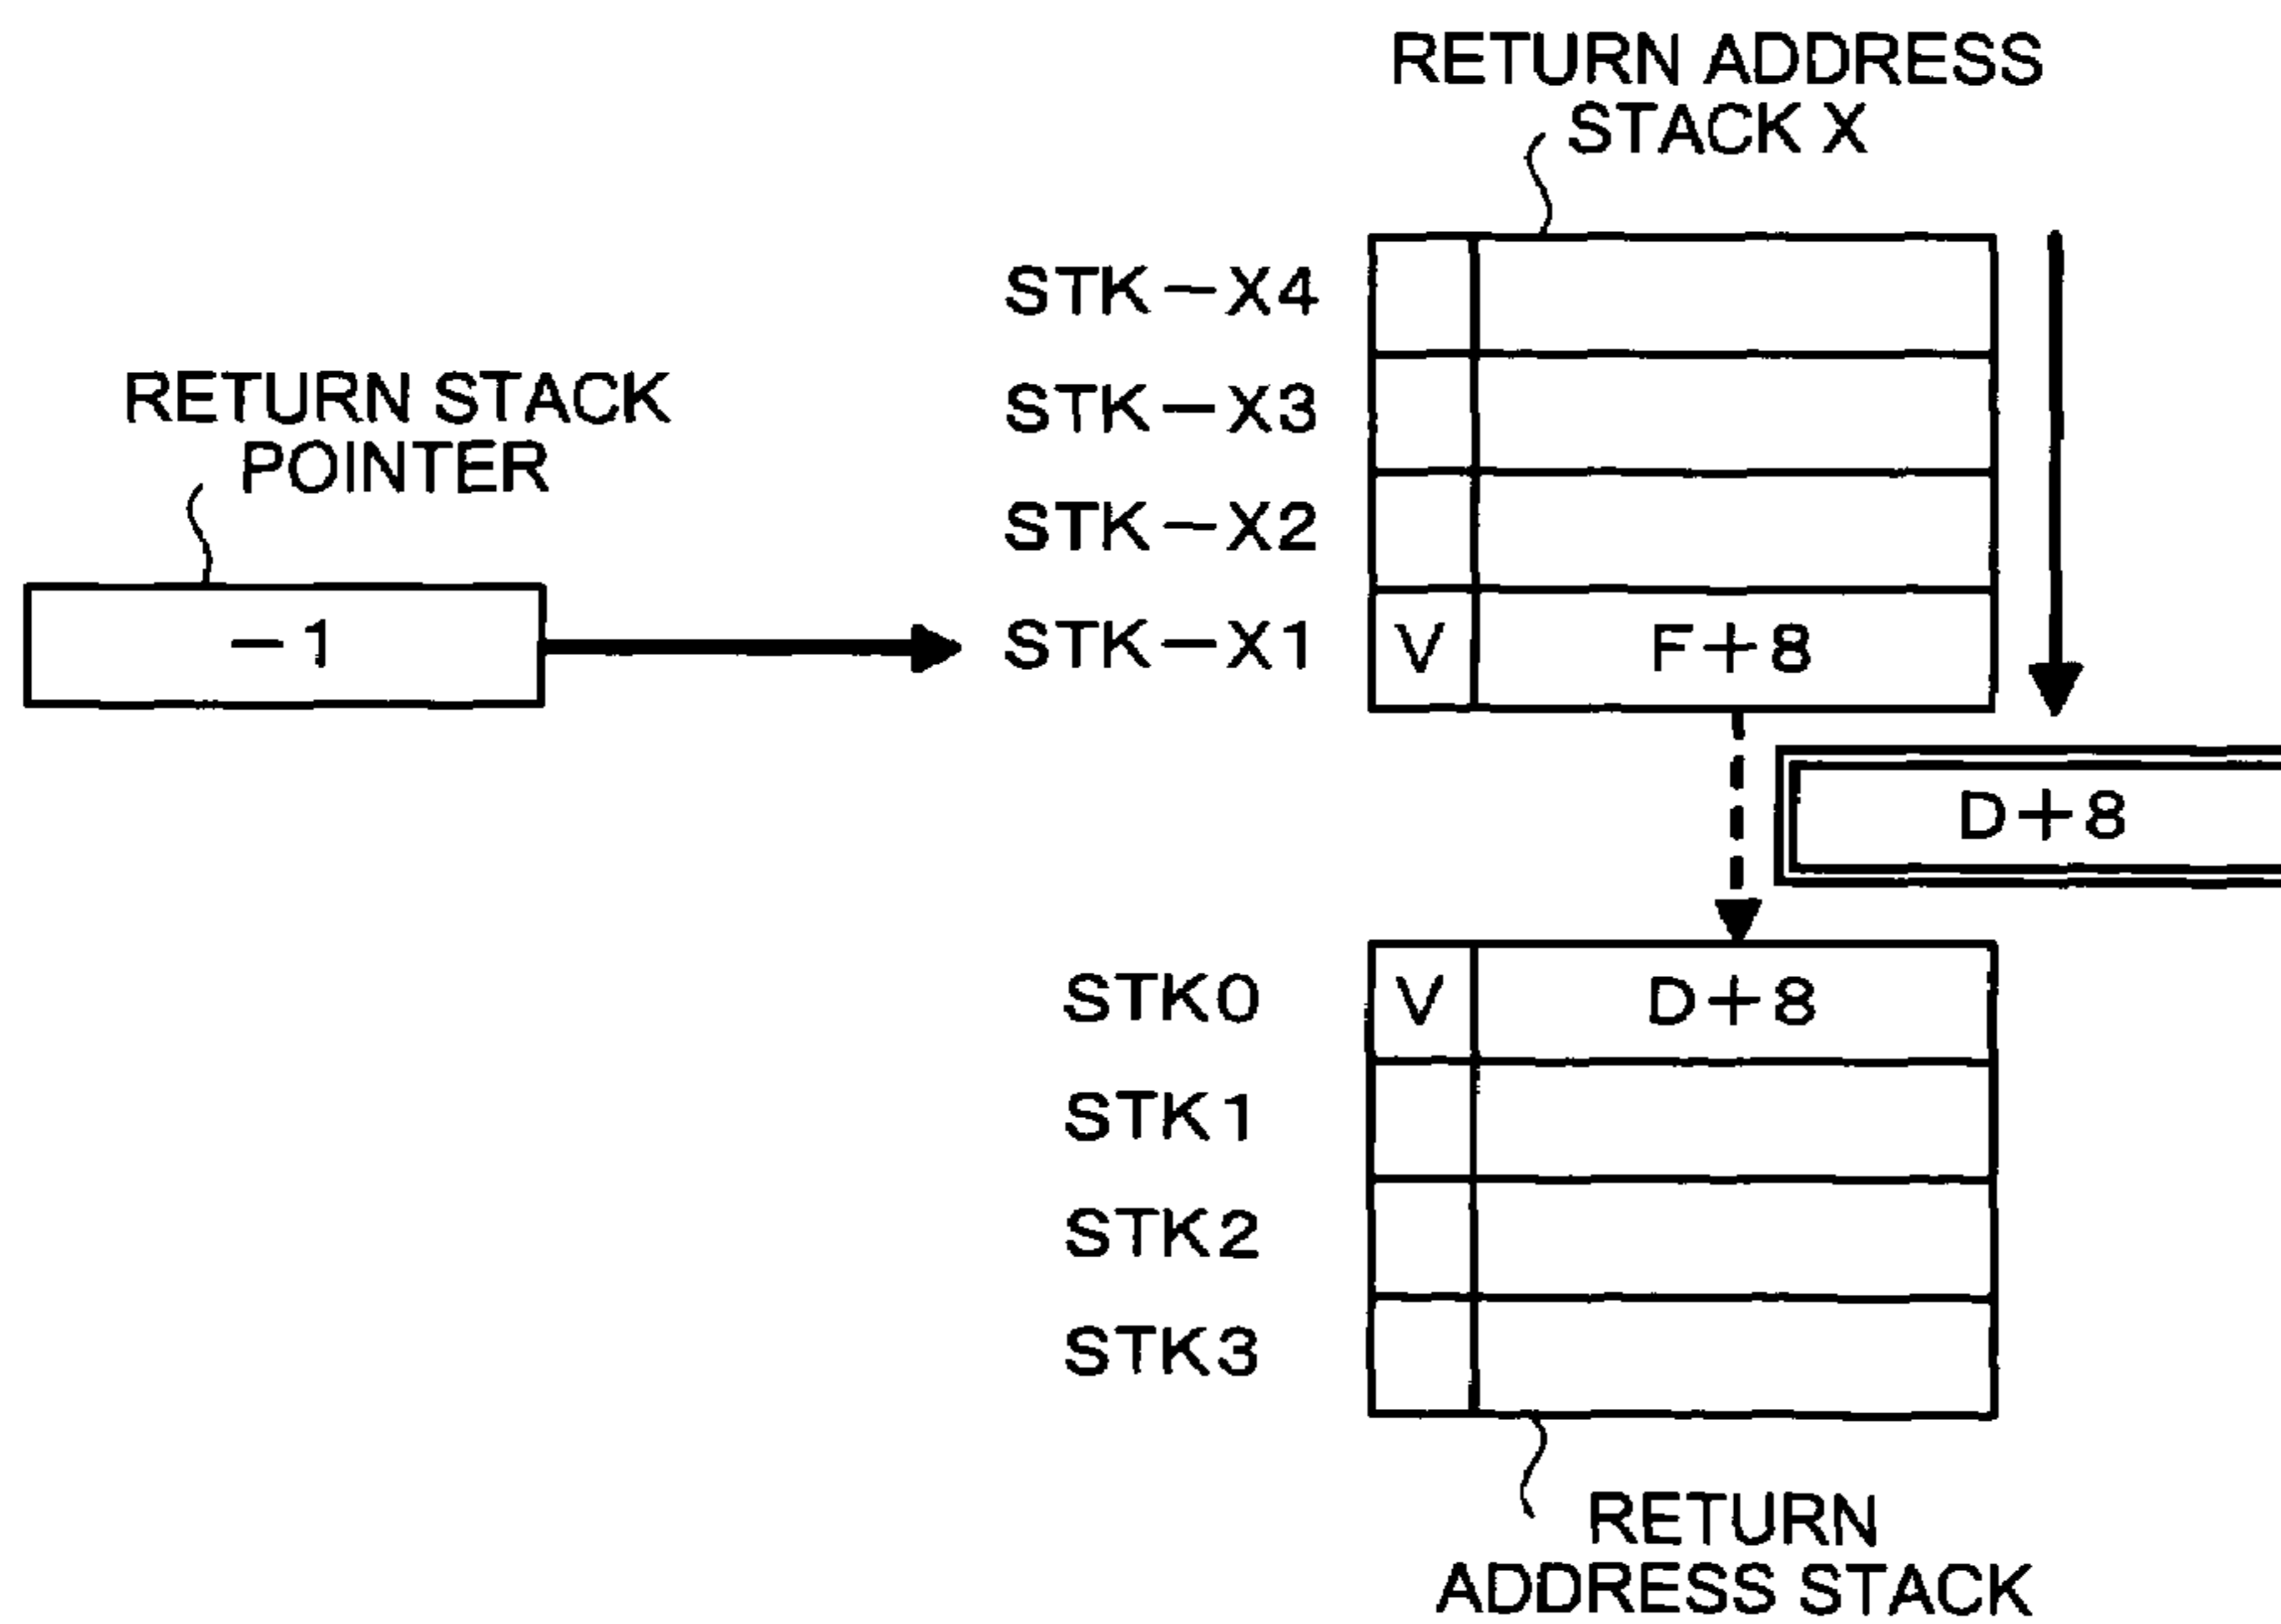 RETURN ADDRESS
STACK X
STK-X4
STK-X3
RETURN STACK
POINTER
STK-X2
-1
STK-X1 V F+8
D+8
STK0 V D+8
STK1
STK2
STK3
RETURN
ADDRESS STACK